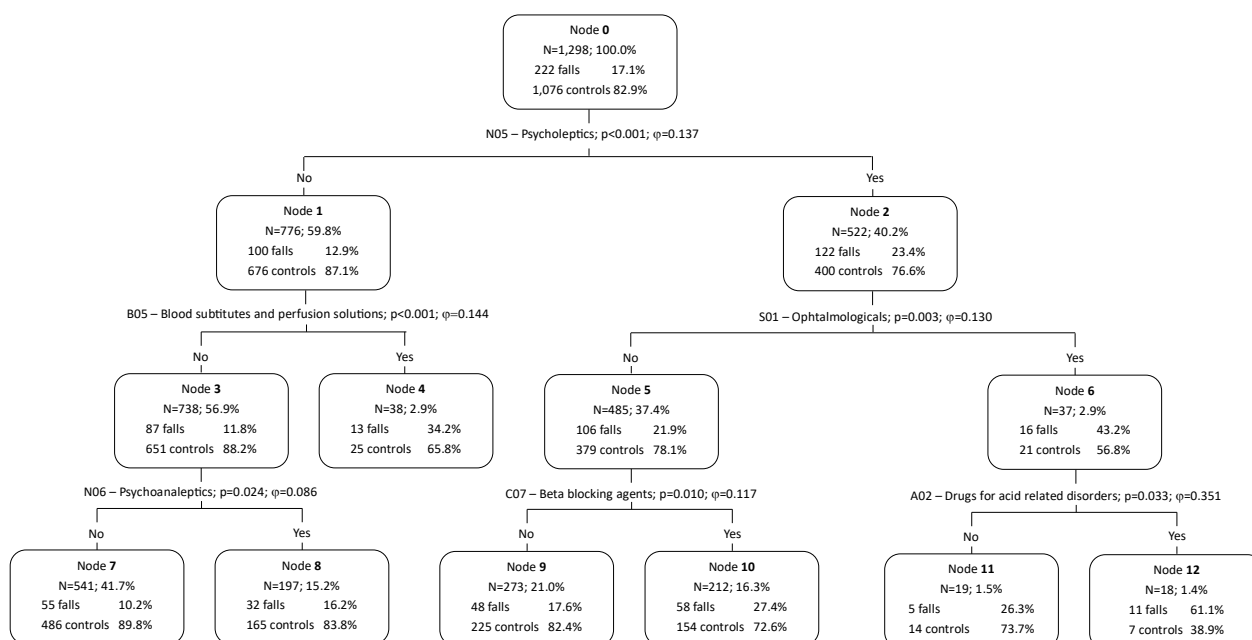 Node 0
N=1,298; 100.0%
222 falls 17.1%
1,076 controls 82.9%
N05 – Psycholeptics; p<0.001; φ=0.137
No
Yes
Node 1
N=776; 59.8%
100 falls 12.9%
676 controls 87.1%
Node 2
N=522; 40.2%
122 falls 23.4%
400 controls 76.6%
B05 – Blood subtitutes and perfusion solutions; p<0.001; φ=0.144
S01 – Ophtalmologicals; p=0.003; φ=0.130
No
Yes
No
Yes
Node 3
N=738; 56.9%
87 falls 11.8%
651 controls 88.2%
Node 4
N=38; 2.9%
13 falls 34.2%
25 controls 65.8%
Node 5
N=485; 37.4%
106 falls 21.9%
379 controls 78.1%
Node 6
N=37; 2.9%
16 falls 43.2%
21 controls 56.8%
N06 – Psychoanaleptics; p=0.024; φ=0.086
C07 – Beta blocking agents; p=0.010; φ=0.117
A02 – Drugs for acid related disorders; p=0.033; φ=0.351
No
Yes
No
Yes
No
Yes
Node 7
N=541; 41.7%
55 falls 10.2%
486 controls 89.8%
Node 8
N=197; 15.2%
32 falls 16.2%
165 controls 83.8%
Node 9
N=273; 21.0%
48 falls 17.6%
225 controls 82.4%
Node 10
N=212; 16.3%
58 falls 27.4%
154 controls 72.6%
Node 11
N=19; 1.5%
5 falls 26.3%
14 controls 73.7%
Node 12
N=18; 1.4%
11 falls 61.1%
7 controls 38.9%